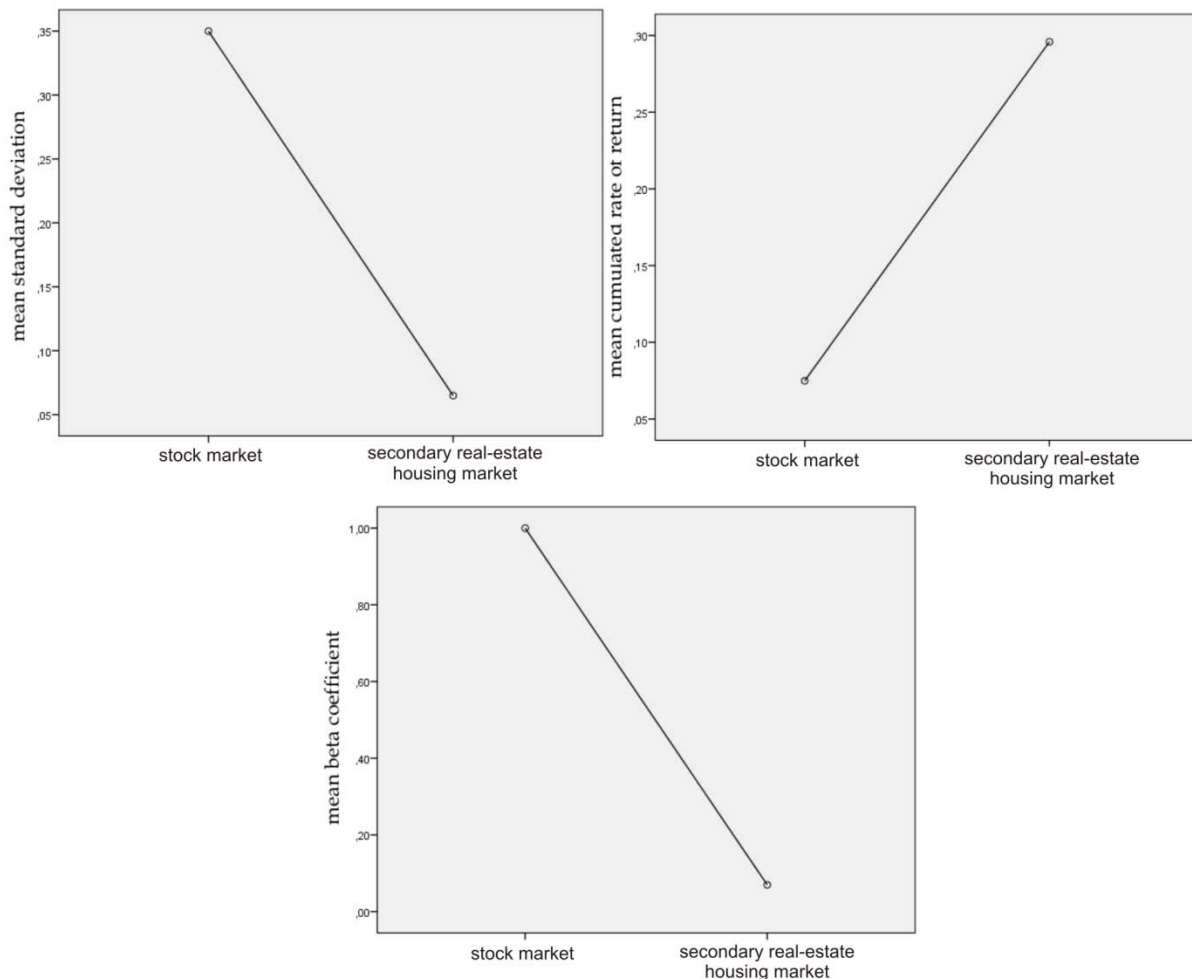 mean standard deviation
,35
,30
,25
,20
,15
,10
,05
stock market
secondary real-estate
housing market
mean cumulated rate of return
,30
,25
,20
,15
,10
,05
stock market
secondary real-estate
housing market
mean beta coefficient
1,00
,80
,60
,40
,20
,00
stock market
secondary real-estate
housing market